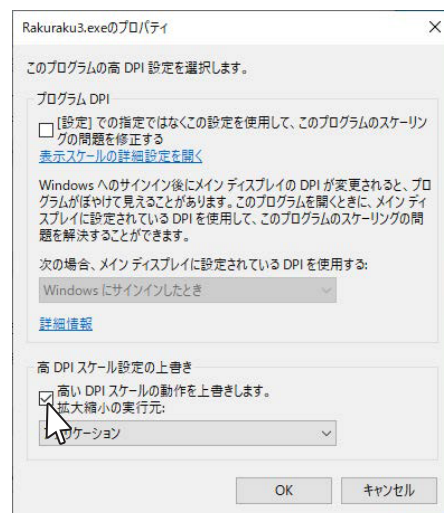 Rakuraku3.exeのプロパティ
このプログラムの高 DPI 設定を選択します。
プログラム DPI
[設定] での指定ではなくこの設定を使用して、このプログラムのスケーリン
グの問題を修正する
表示スケールの詳細設定を開く
Windows へのサインイン後にメイン ディスプレイの DPI が変更されると、プロ
グラムがぼやけて見えることがあります。このプログラムを開くときに、メイン ディ
スプレイに設定されている DPI を使用して、このプログラムのスケーリングの問
題を解決することができます。
次の場合、メイン ディスプレイに設定されている DPI を使用する:
Windows にサインインしたとき
詳細情報
高 DPI スケール設定の上書き
高い DPI スケールの動作を上書きします。
拡大縮小の実行元:
アプリケーション
OK
キャンセル